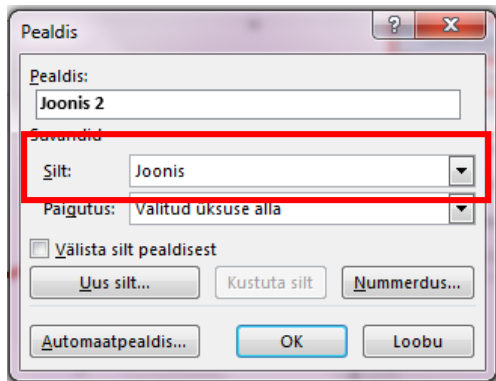 Pealdis
Pealdis:
Joonis 2
Suvandid
Silt: Joonis
Paigutus: Valitud üksuse alla
Välista silt pealdisest
Uus silt... Kustuta silt Nummerdus...
Automaatpealdis... OK Loobu